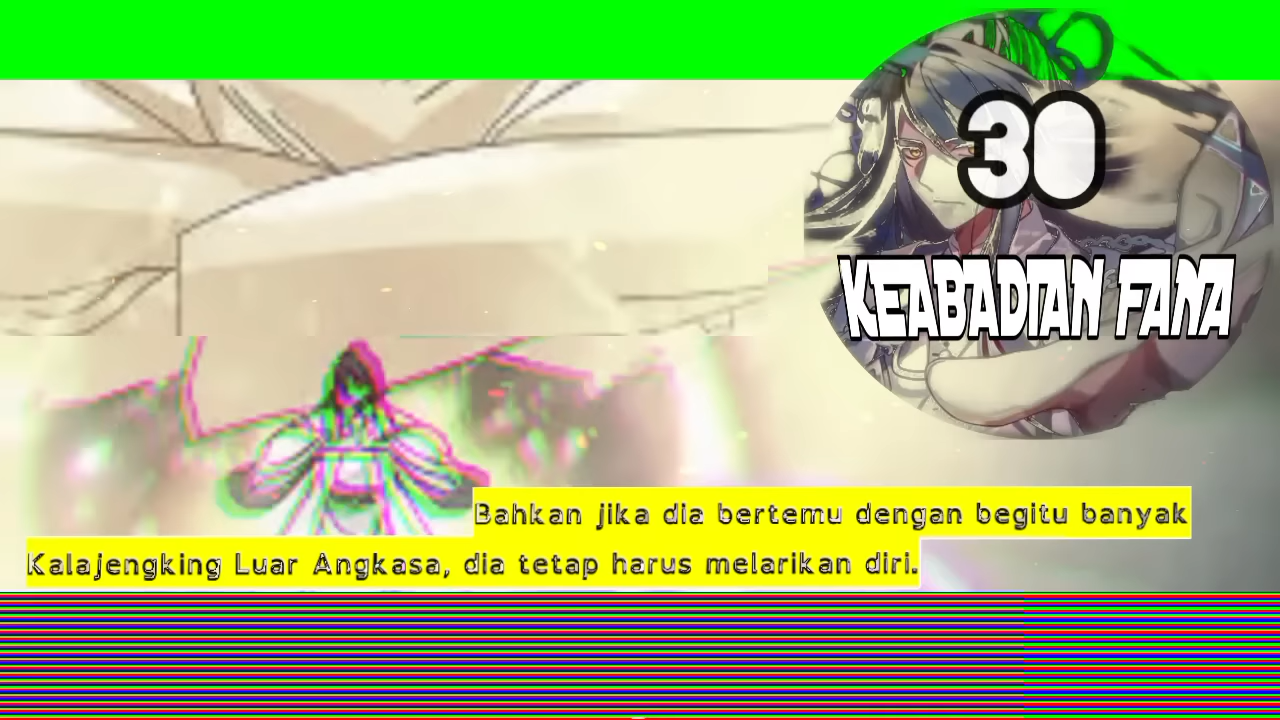 30
KEABADIAN FANA
Bahkan jika dia bertemu dengan begitu banyak
Kalajengking Luar Angkasa, dia tetap harus melarikan diri.